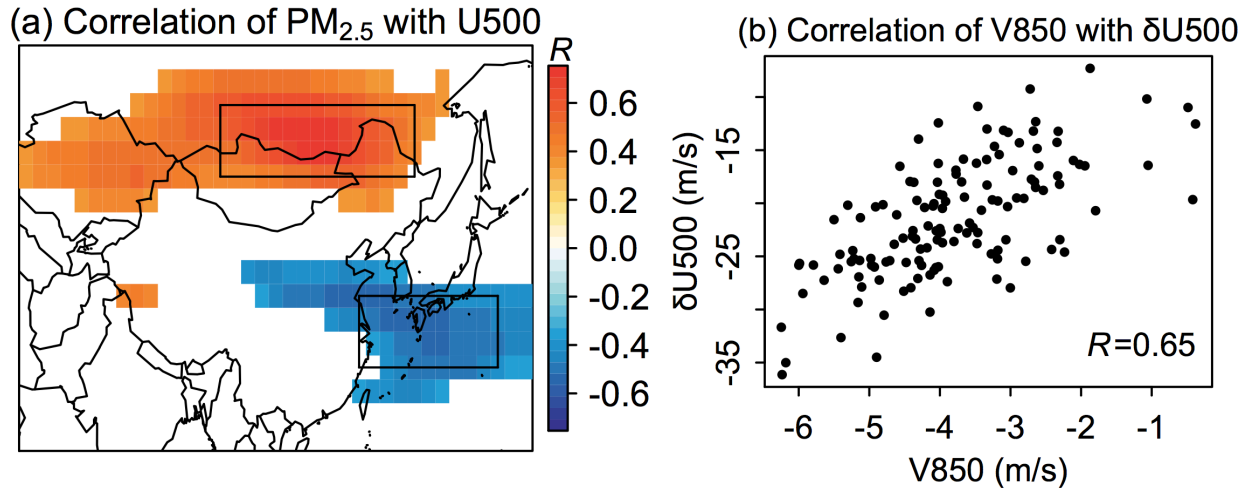 (a) Correlation of PM2.5 with U500
R
0.6
0.4
0.2
0.0
-0.2
-0.4
-0.6
(b) Correlation of V850 with δU500
δU500 (m/s)
-15
-25
-35
R=0.65
-6 -5 -4 -3 -2 -1
V850 (m/s)